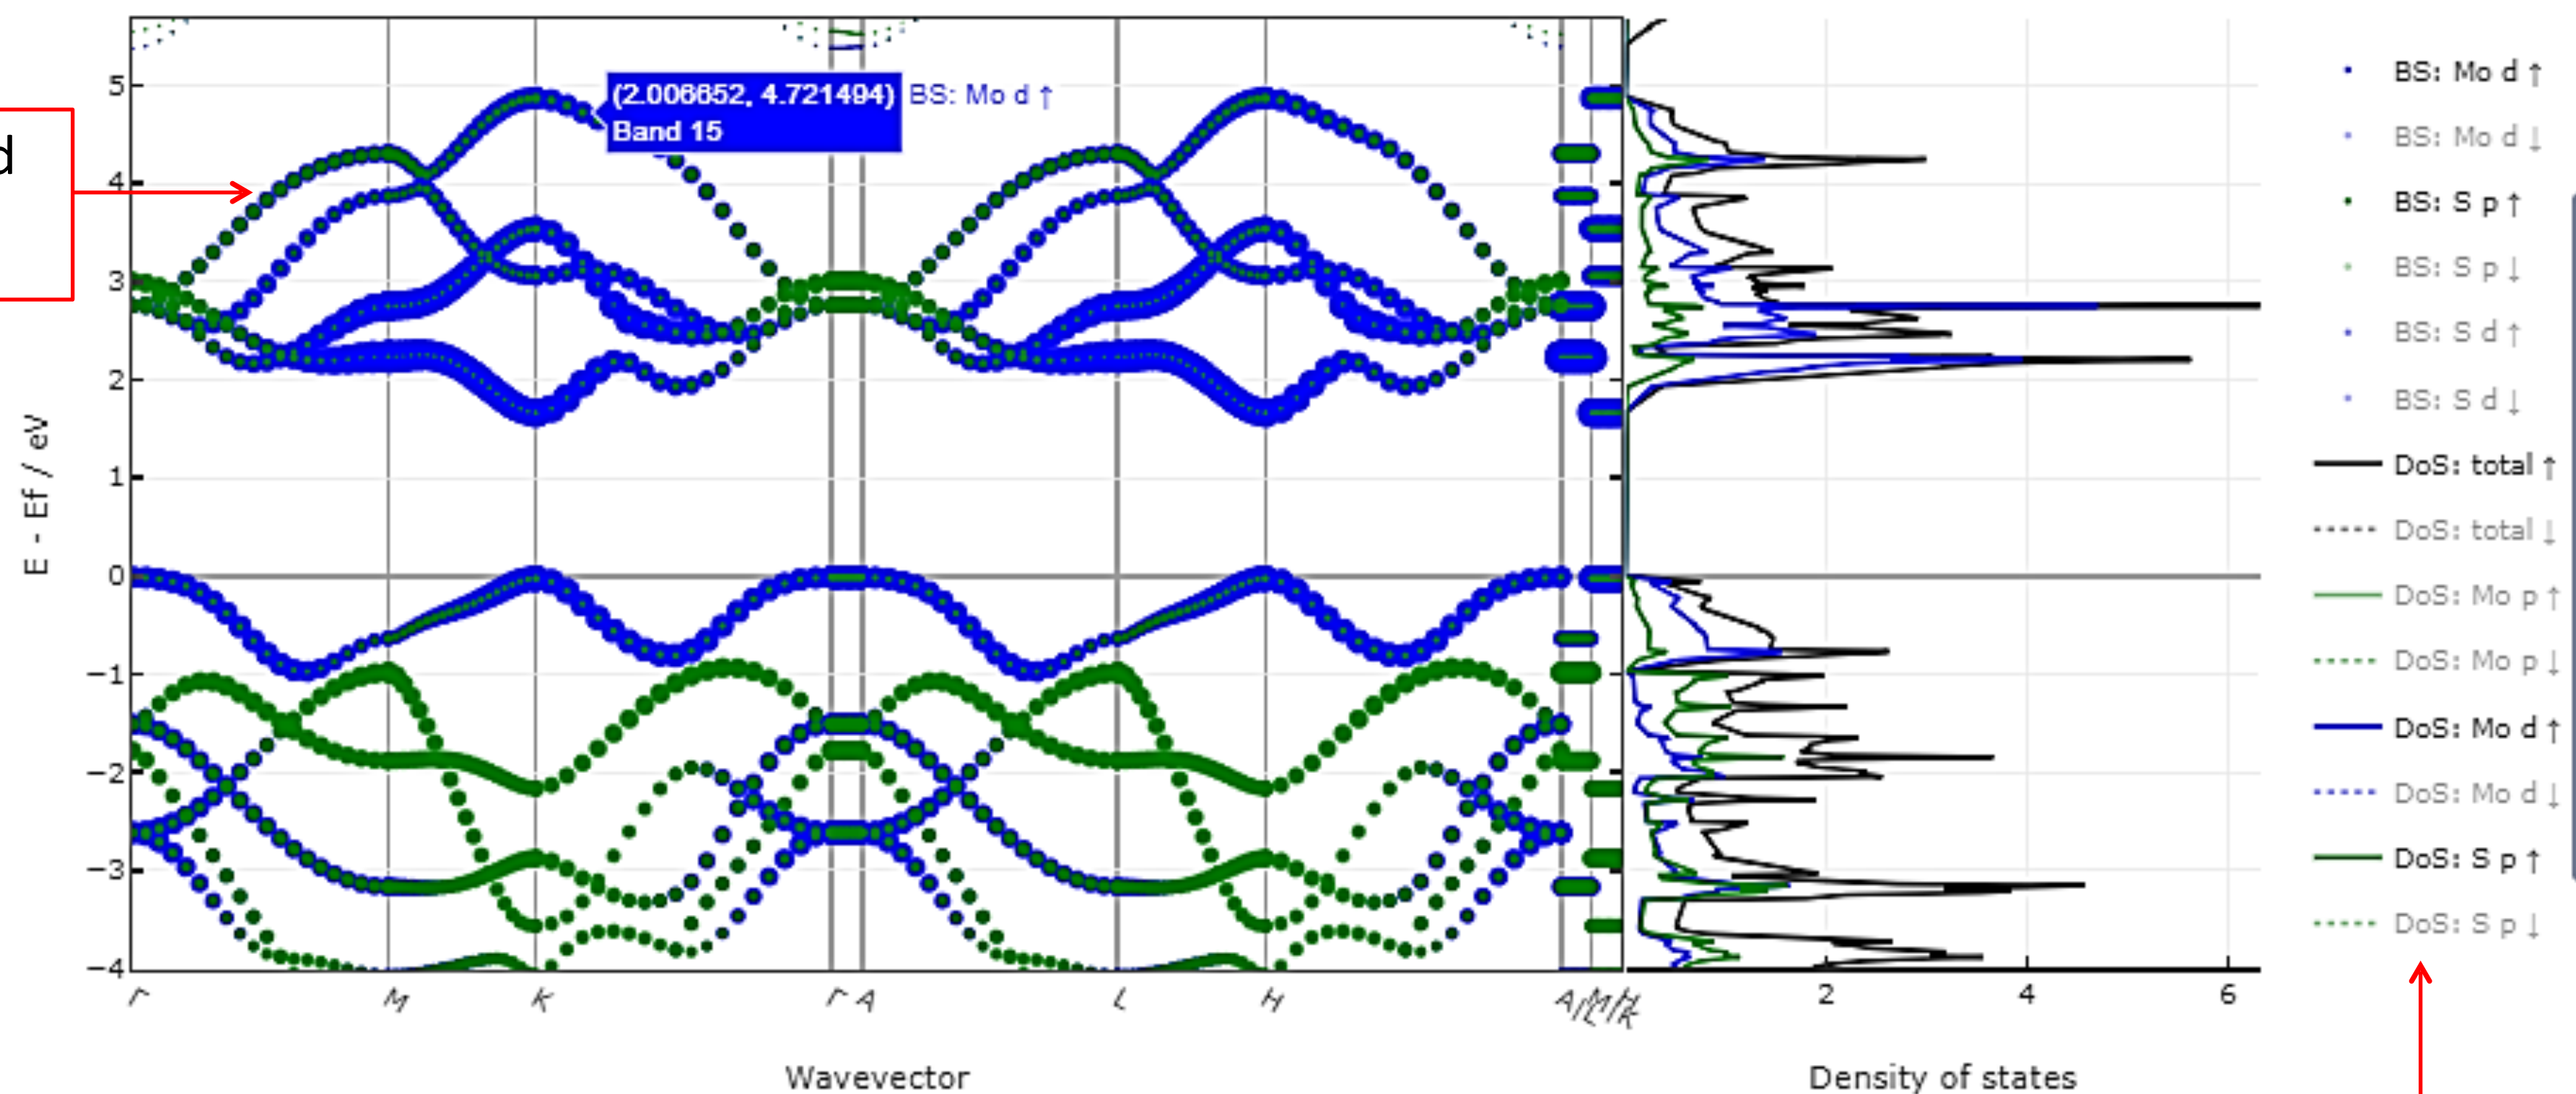 d
(2.006652, 4.721494) BS: Mo d ↑
Band 15
5
4
3
2
1
0
−1
−2
−3
−4
E - Ef / eV
Γ M K Γ A L H A/L M/H K
Wavevector
2 4 6
Density of states
BS: Mo d ↑
BS: Mo d ↓
BS: S p ↑
BS: S p ↓
BS: S d ↑
BS: S d ↓
DoS: total ↑
DoS: total ↓
DoS: Mo p ↑
DoS: Mo p ↓
DoS: Mo d ↑
DoS: Mo d ↓
DoS: S p ↑
DoS: S p ↓